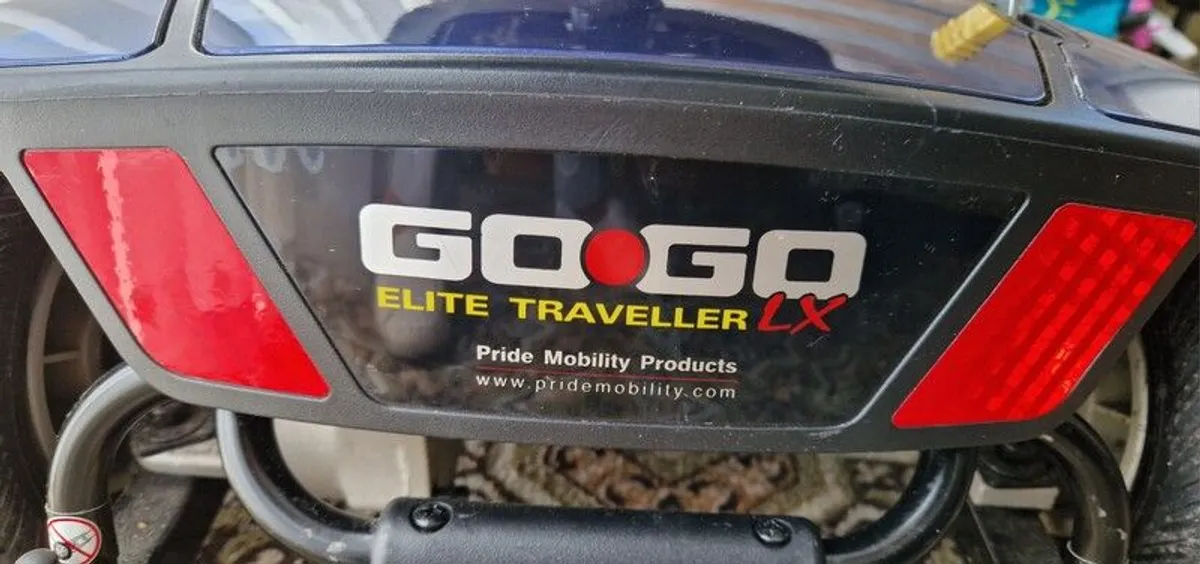 GO•GO
ELITE TRAVELLER LX
Pride Mobility Products
www.pridemobility.com